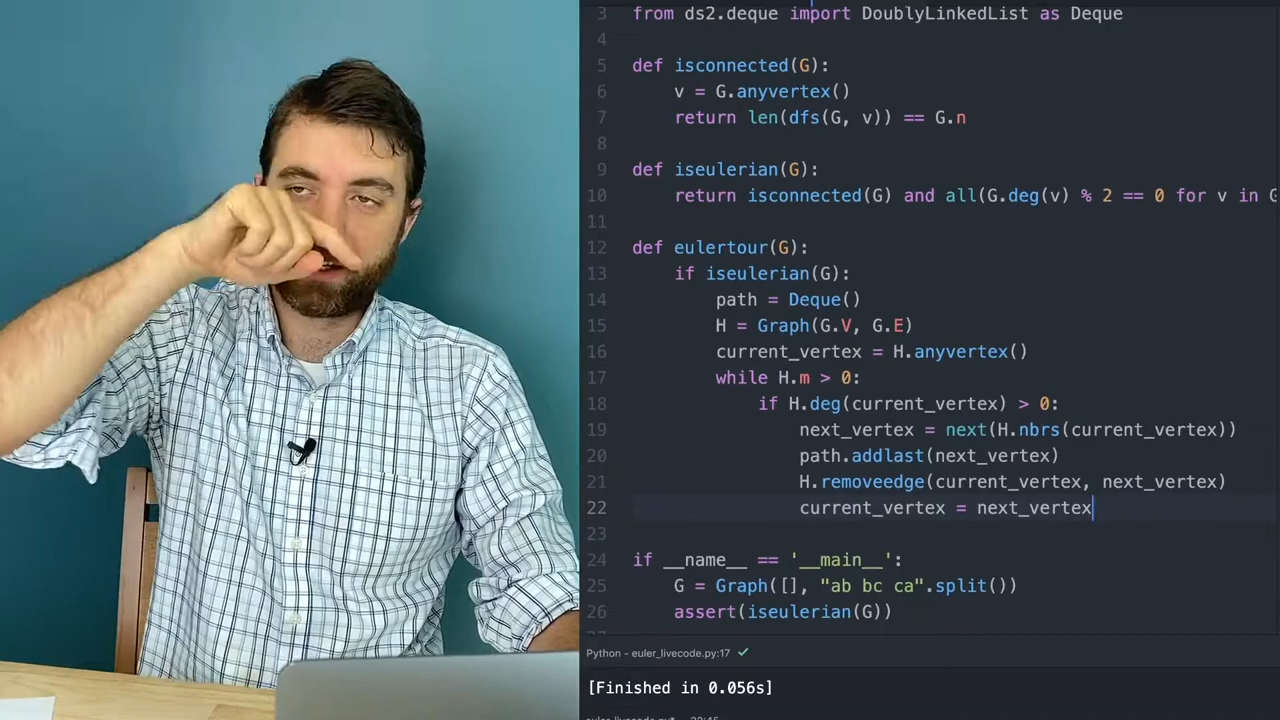 3 from ds2.deque import DoublyLinkedList as Deque
4
5 def isconnected(G):
6 v = G.anyvertex()
7 return len(dfs(G, v)) == G.n
8
9 def iseulerian(G):
10 return isconnected(G) and all(G.deg(v) % 2 == 0 for v in G
11
12 def eulertour(G):
13 if iseulerian(G):
14 path = Deque()
15 H = Graph(G.V, G.E)
16 current_vertex = H.anyvertex()
17 while H.m > 0:
18 if H.deg(current_vertex) > 0:
19 next_vertex = next(H.nbrs(current_vertex))
20 path.addlast(next_vertex)
21 H.removeedge(current_vertex, next_vertex)
22 current_vertex = next_vertex
23
24 if __name__ == '__main__':
25 G = Graph([], "ab bc ca".split())
26 assert(iseulerian(G))
Python - euler_livecode.py:17 ✓
[Finished in 0.056s]